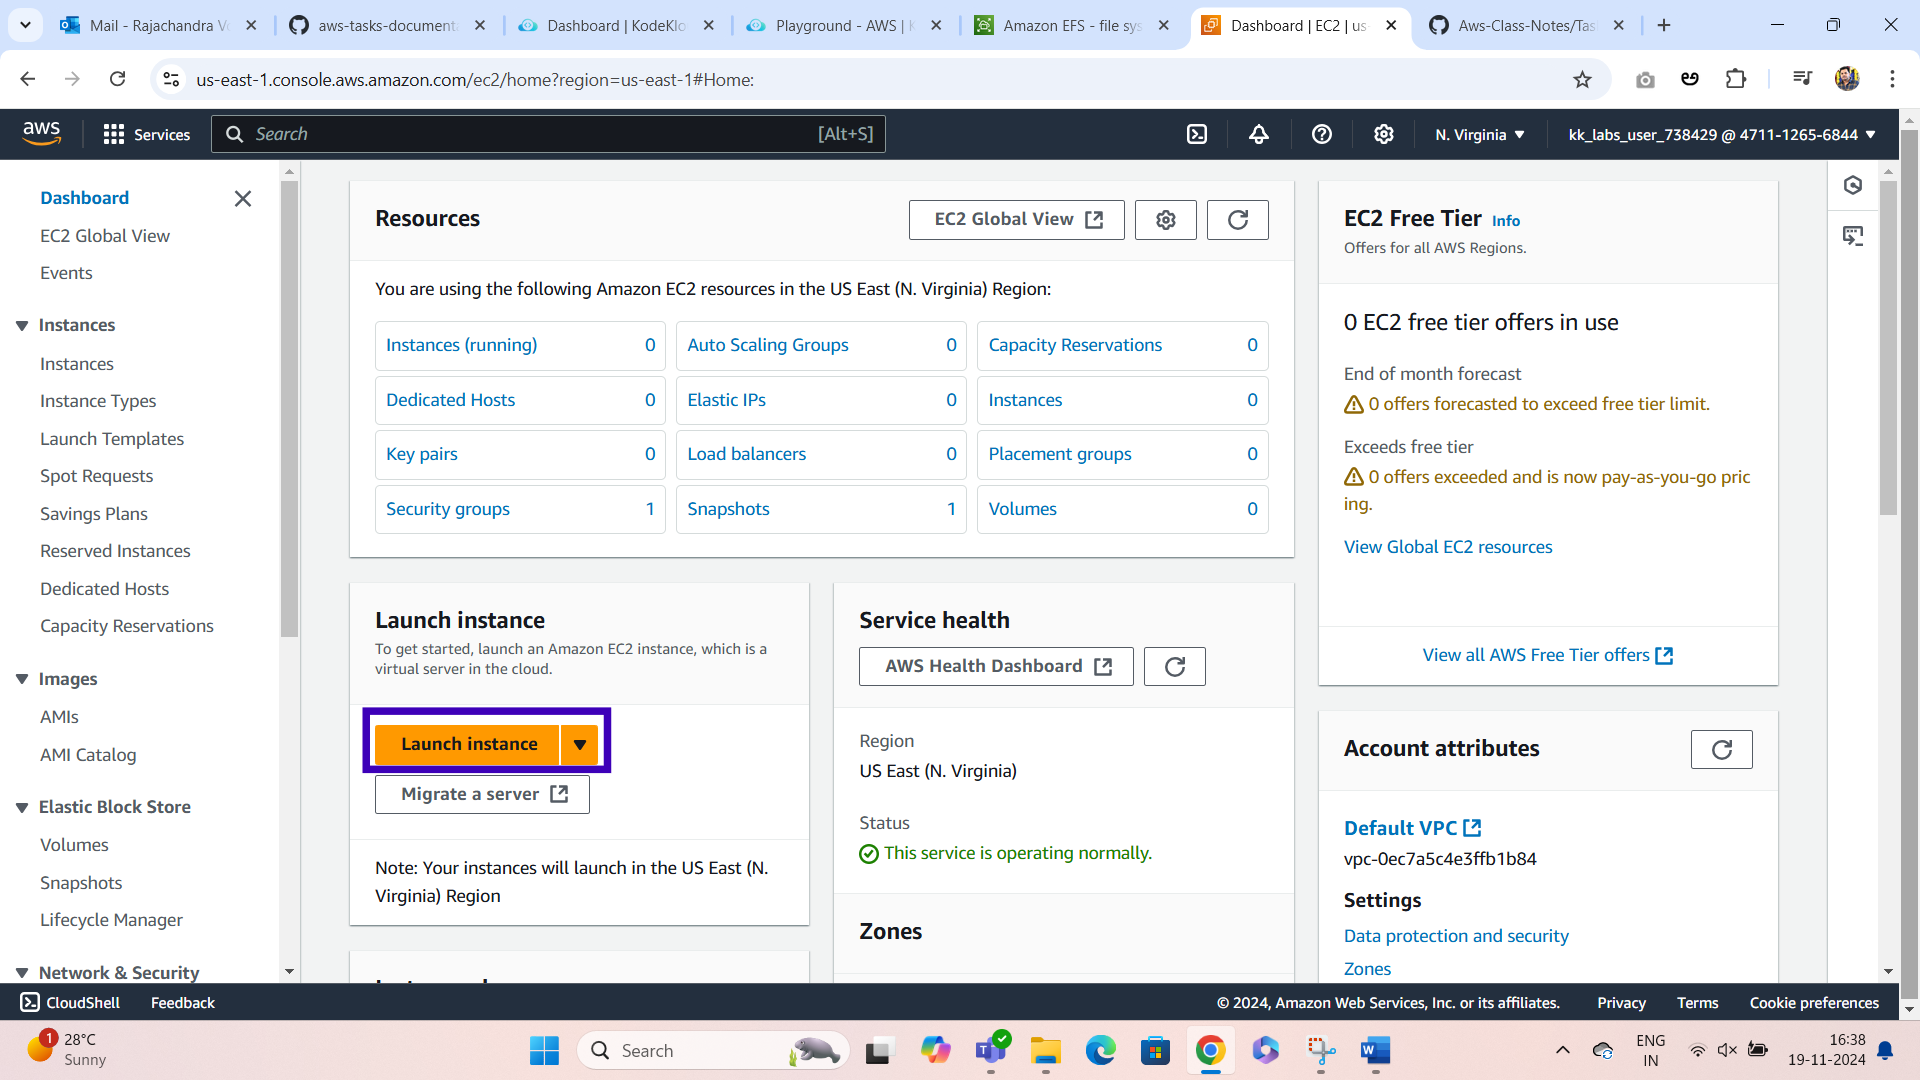 Mail - Rajachandra Vo
aws-tasks-documenta
Dashboard | KodeKlo
Playground - AWS | K
Amazon EFS - file sys
Dashboard | EC2 | us-
Aws-Class-Notes/Tas
us-east-1.console.aws.amazon.com/ec2/home?region=us-east-1#Home:
aws
Services
Search
[Alt+S]
N. Virginia
kk_labs_user_738429 @ 4711-1265-6844
Dashboard
EC2 Global View
Events
Instances
Instances
Instance Types
Launch Templates
Spot Requests
Savings Plans
Reserved Instances
Dedicated Hosts
Capacity Reservations
Images
AMIs
AMI Catalog
Elastic Block Store
Volumes
Snapshots
Lifecycle Manager
Network & Security
Resources
EC2 Global View
You are using the following Amazon EC2 resources in the US East (N. Virginia) Region:
Instances (running) 0
Auto Scaling Groups 0
Capacity Reservations 0
Dedicated Hosts 0
Elastic IPs 0
Instances 0
Key pairs 0
Load balancers 0
Placement groups 0
Security groups 1
Snapshots 1
Volumes 0
Launch instance
To get started, launch an Amazon EC2 instance, which is a
virtual server in the cloud.
Launch instance
Migrate a server
Note: Your instances will launch in the US East (N.
Virginia) Region
Service health
AWS Health Dashboard
Region
US East (N. Virginia)
Status
This service is operating normally.
Zones
EC2 Free Tier Info
Offers for all AWS Regions.
0 EC2 free tier offers in use
End of month forecast
0 offers forecasted to exceed free tier limit.
Exceeds free tier
0 offers exceeded and is now pay-as-you-go pric
ing.
View Global EC2 resources
View all AWS Free Tier offers
Account attributes
Default VPC
vpc-0ec7a5c4e3ffb1b84
Settings
Data protection and security
Zones
CloudShell
Feedback
© 2024, Amazon Web Services, Inc. or its affiliates.
Privacy
Terms
Cookie preferences
1
28°C
Sunny
Search
ENG
IN
16:38
19-11-2024